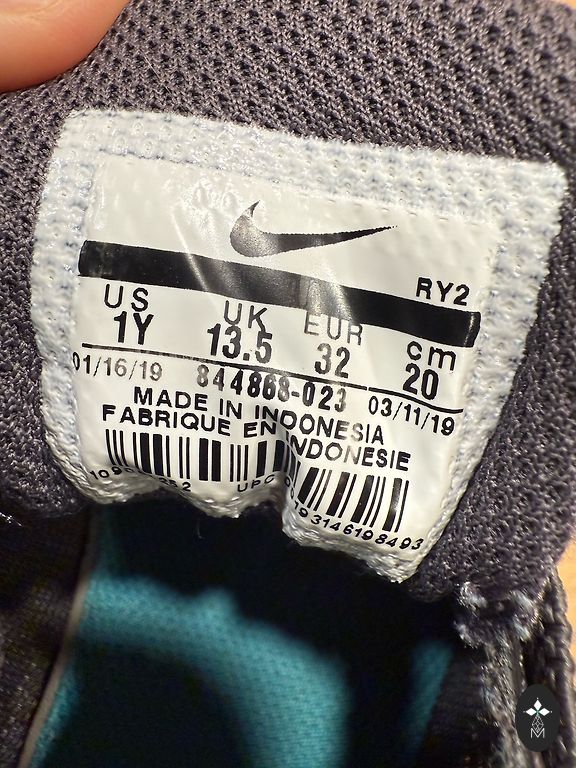 RY2
US UK EUR cm
1Y 13.5 32 20
01/16/19 844868-023 03/11/19
MADE IN INDONESIA
FABRIQUE EN INDONESIE
UPC
M